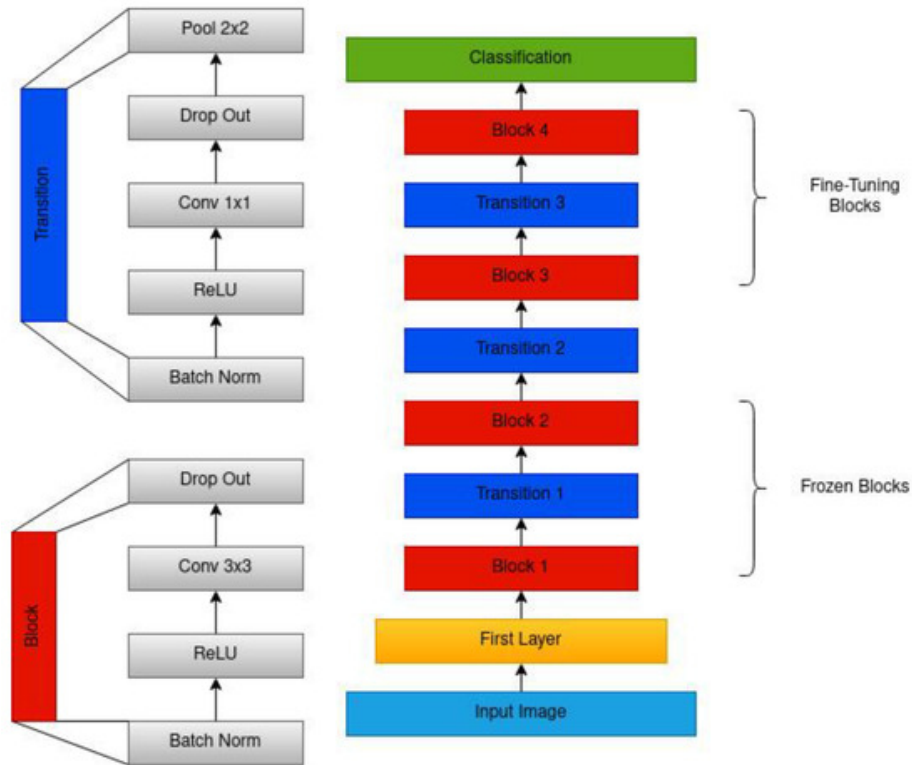 Pool 2x2
Drop Out
Conv 1x1
ReLU
Batch Norm
Transition
Drop Out
Conv 3x3
ReLU
Batch Norm
Block
Classification
Block 4
Transition 3
Block 3
Transition 2
Block 2
Transition 1
Block 1
First Layer
Input Image
Fine-Tuning
Blocks
Frozen Blocks